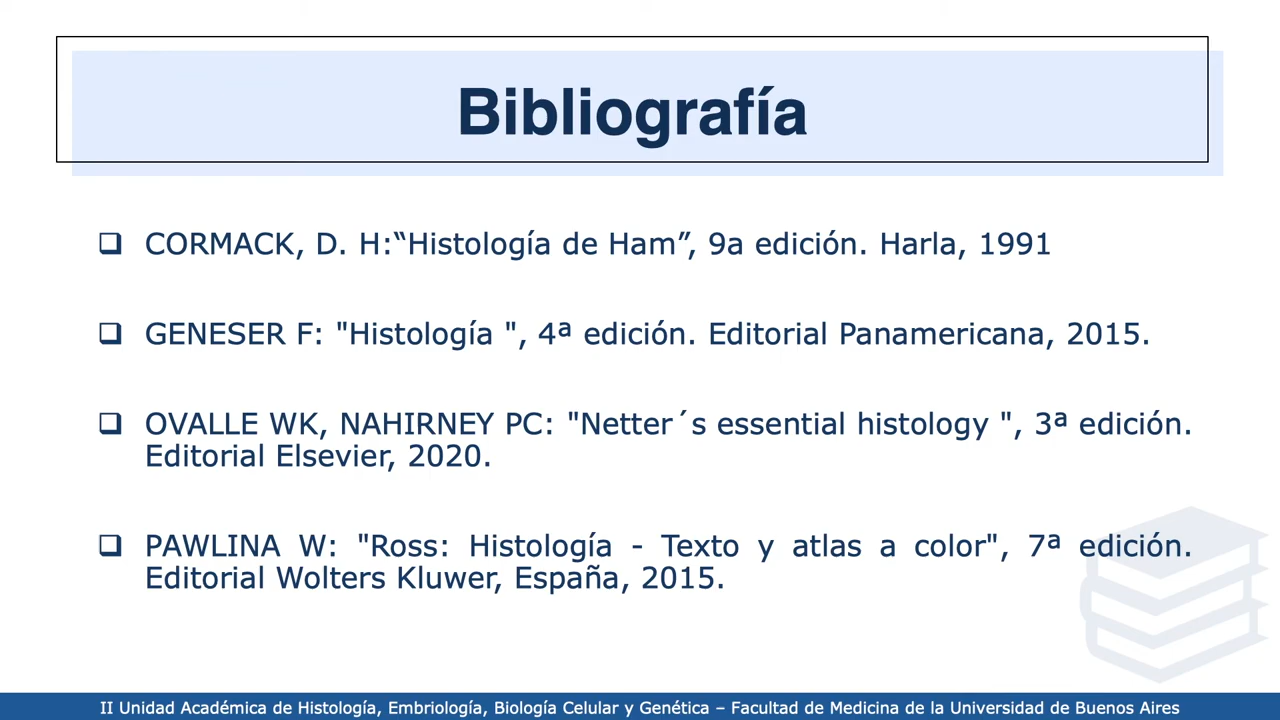 Bibliografía
❑ CORMACK, D. H:“Histología de Ham”, 9a edición. Harla, 1991
❑ GENESER F: "Histología ", 4ª edición. Editorial Panamericana, 2015.
❑ OVALLE WK, NAHIRNEY PC: "Netter´s essential histology ", 3ª edición.
Editorial Elsevier, 2020.
❑ PAWLINA W: "Ross: Histología - Texto y atlas a color", 7ª edición.
Editorial Wolters Kluwer, España, 2015.
II Unidad Académica de Histología, Embriología, Biología Celular y Genética – Facultad de Medicina de la Universidad de Buenos Aires